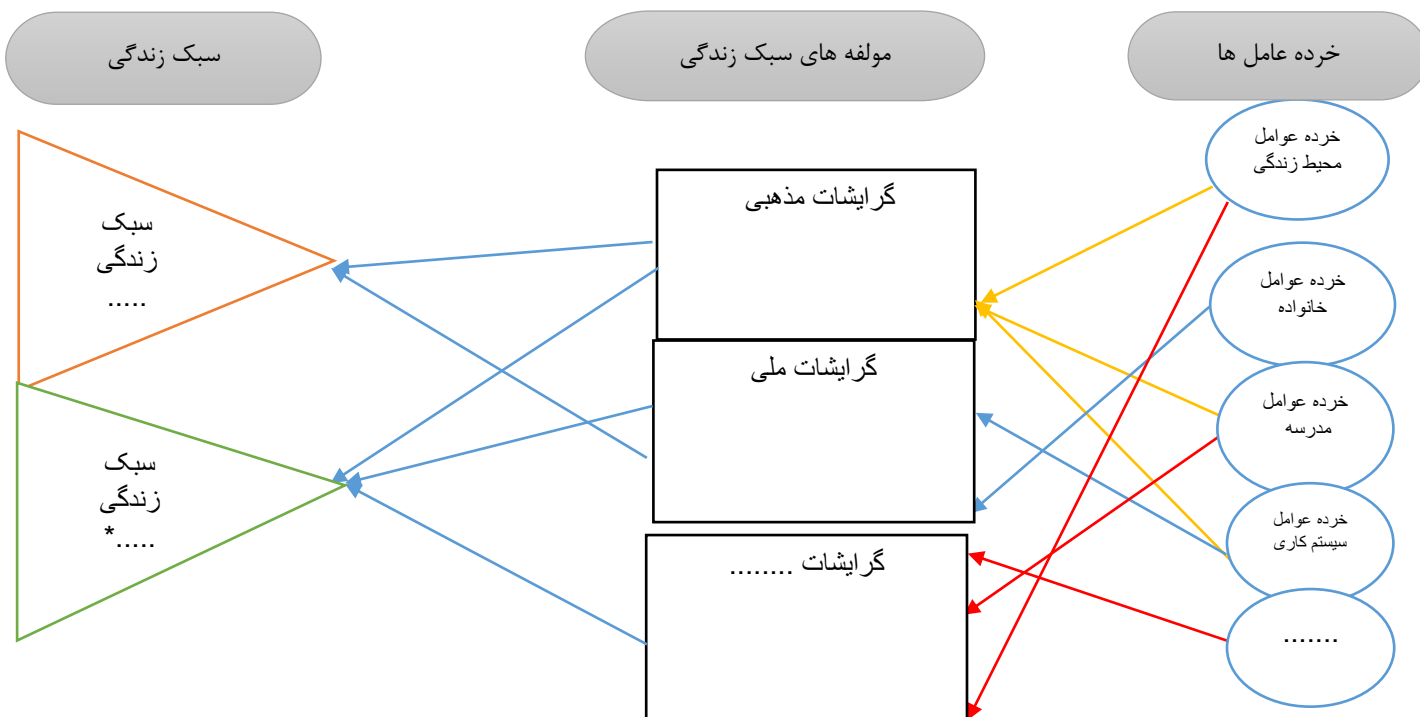 خرده عامل ها
مولفه های سبک زندگی
سبک زندگی
خرده عوامل
محیط زندگی
خرده عوامل
خانواده
خرده عوامل
مدرسه
خرده عوامل
سیستم کاری
.......
گرایشات مذهبی
گرایشات ملی
گرایشات ........
سبک
زندگی
.....
سبک
زندگی
.....*